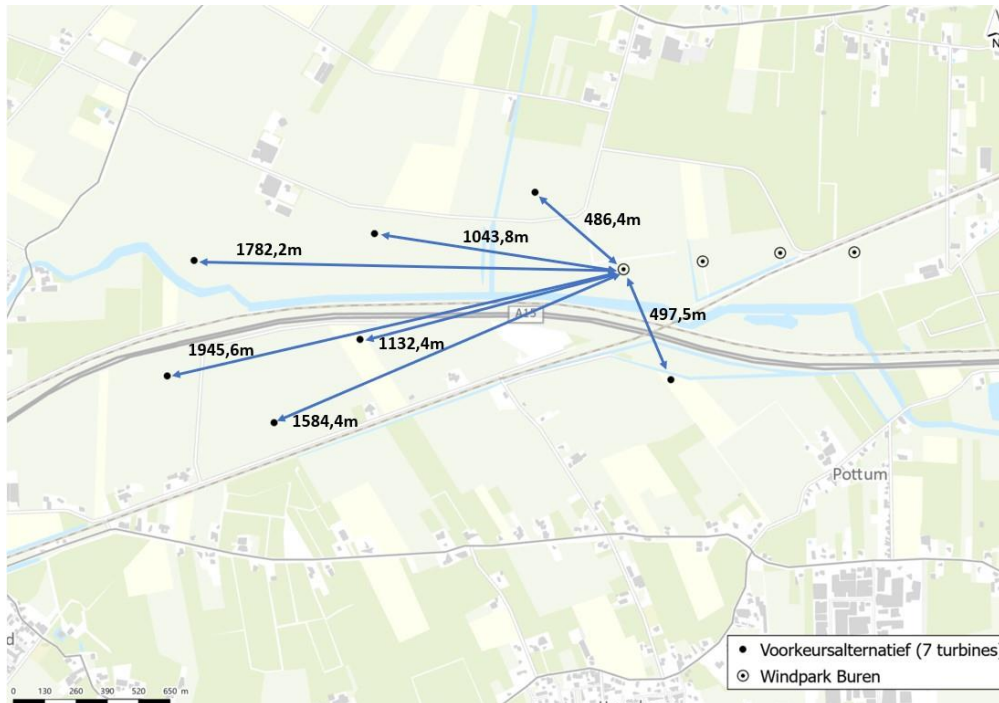 N
486,4m
1043,8m
1782,2m
A15
497,5m
1945,6m
1132,4m
1584,4m
Pottum
d
Voorkeursalternatief (7 turbines)
Windpark Buren
0 130 260 390 520 650 m